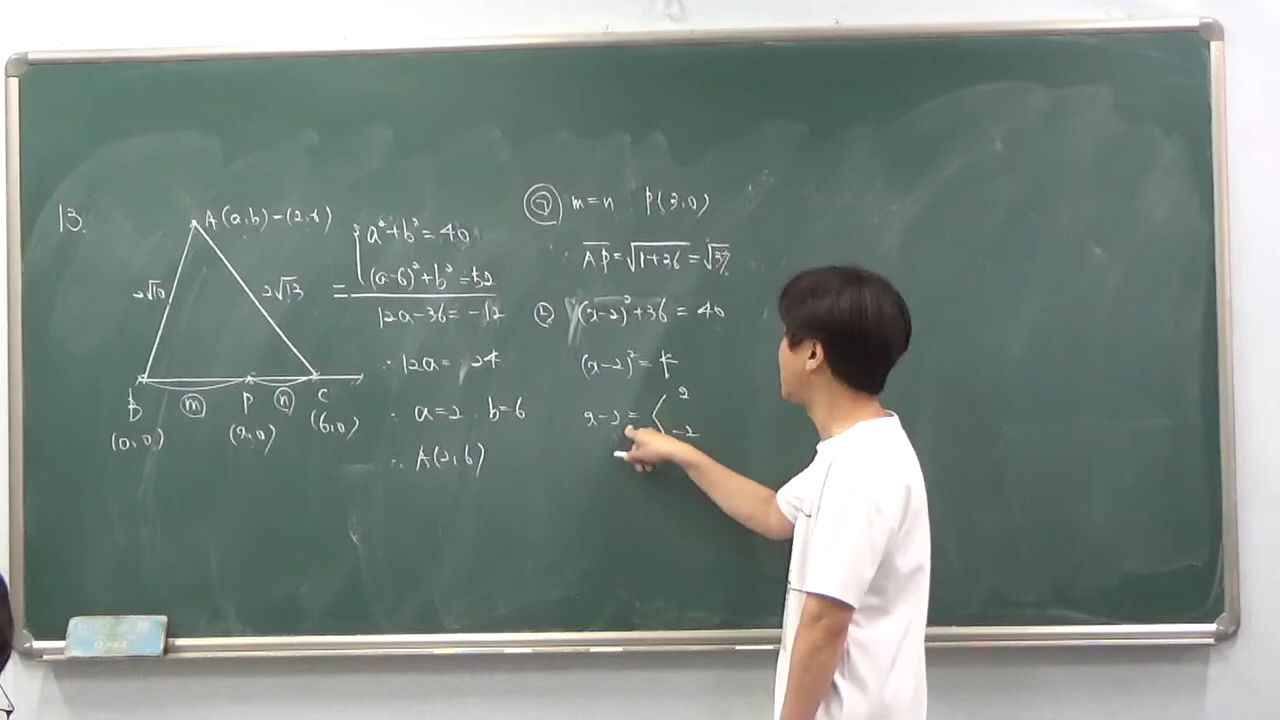 13.
A(a,b)-(2,6)
2√10
2√13
B
m
P
n
C
(0,0)
(x,0)
(6,0)
a²+b²=40
(a-6)²+b²=52
12a-36=-12
∴ 12a=24
∴ a=2, b=6
∴ A(2,6)
㉠ m=n P(3,0)
∴ AP=√1+36=√37
㉡ (x-2)²+36=40
(x-2)²=4
x-2= 2
-2